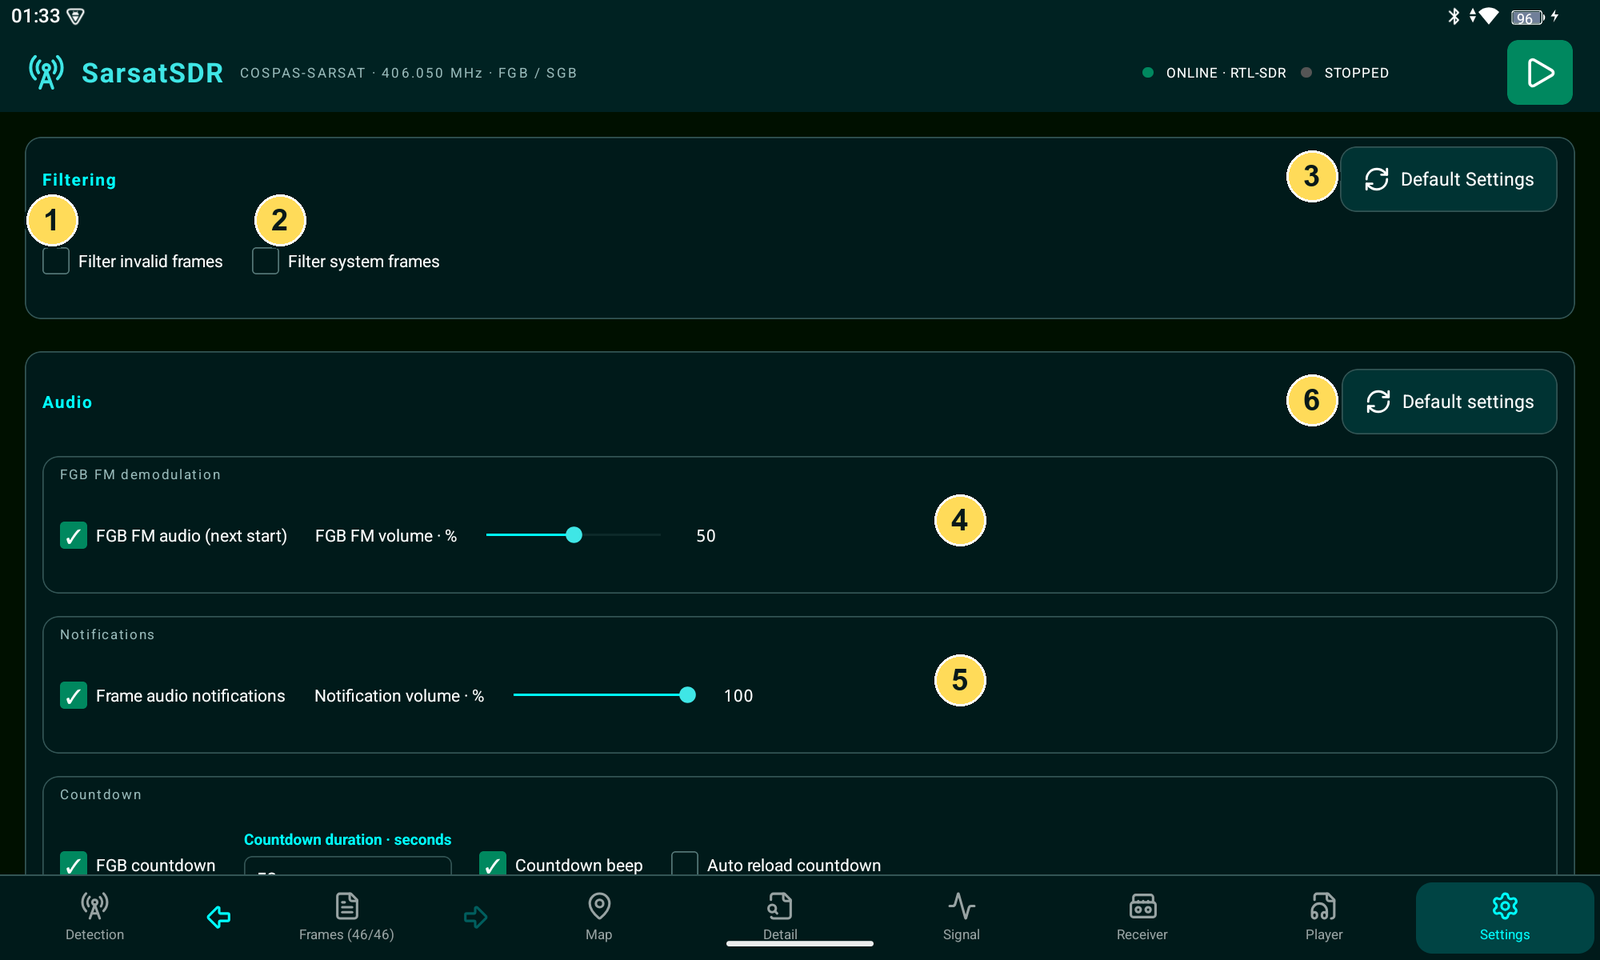 01:33
96
SarsatSDR COSPAS-SARSAT · 406.050 MHz · FGB / SGB ONLINE · RTL-SDR STOPPED
Filtering 3 Default Settings
1 2
Filter invalid frames Filter system frames
Audio 6 Default settings
FGB FM demodulation
4
FGB FM audio (next start) FGB FM volume · % 50
Notifications
5
Frame audio notifications Notification volume · % 100
Countdown
Countdown duration · seconds
FGB countdown Countdown beep Auto reload countdown
Detection Frames (46/46) Map Detail Signal Receiver Player Settings